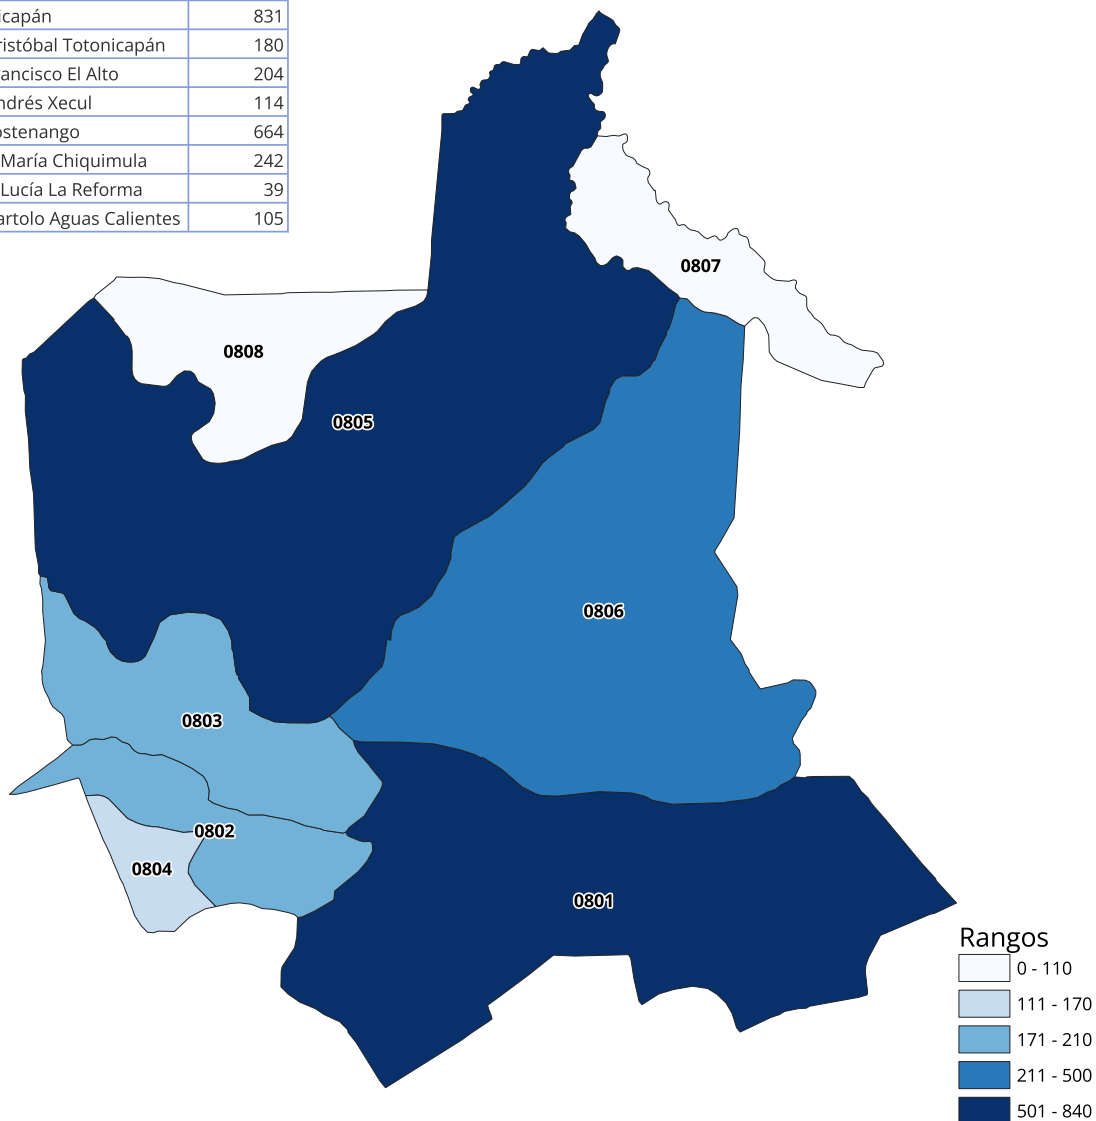 icapán 831
ristóbal Totonicapán 180
rancisco El Alto 204
ndrés Xecul 114
ostenango 664
María Chiquimula 242
Lucía La Reforma 39
artolo Aguas Calientes 105
0807
0808
0805
0806
0803
0802
0804
0801
Rangos
0 - 110
111 - 170
171 - 210
211 - 500
501 - 840